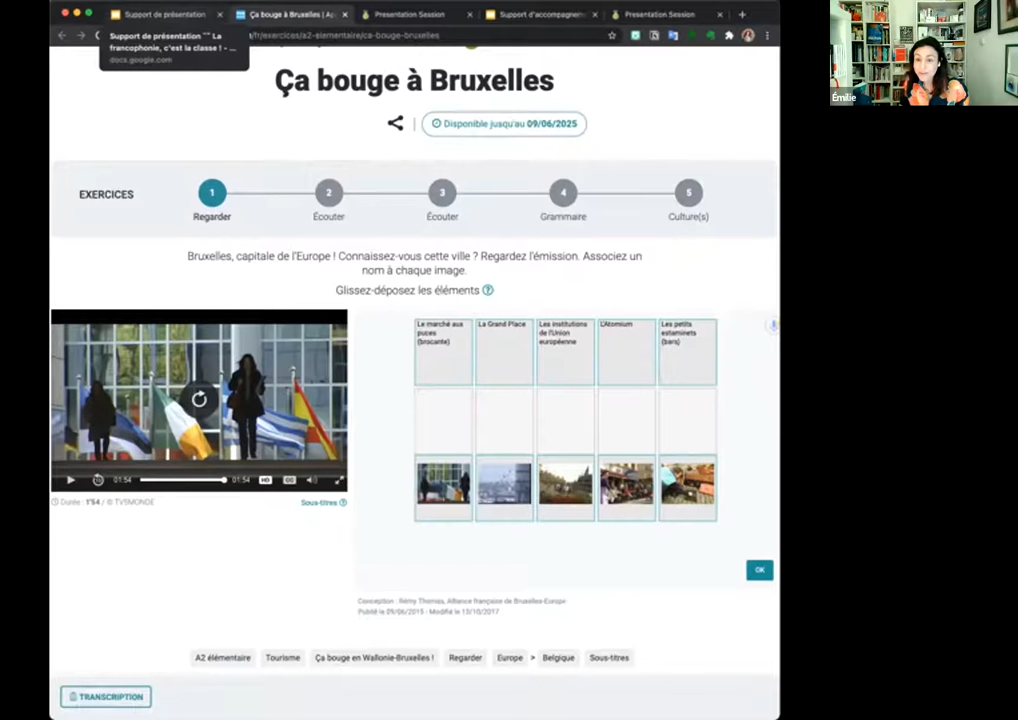 Support de présentation
Ça bouge à Bruxelles | Ap
Presentation Session
Support d'accompagnem
Presentation Session
/fr/exercices/a2-elementaire/ca-bouge-bruxelles
Support de présentation "" La
francophonie, c'est la classe ! - ...
docs.google.com
Émilie
Ça bouge à Bruxelles
Disponible jusqu'au 09/06/2025
EXERCICES
1
2
3
4
5
Regarder
Écouter
Écouter
Grammaire
Culture(s)
Bruxelles, capitale de l'Europe ! Connaissez-vous cette ville ? Regardez l'émission. Associez un
nom à chaque image.
Glissez-déposez les éléments ?
Le marché aux
puces
(brocante)
La Grand Place
Les institutions
de l'Union
européenne
L'Atomium
Les petits
estaminets
(bars)
10
01:54
01:54
HD
CC
Durée : 1'54 / © TV5MONDE
Sous-titres ?
OK
Conception : Rémy Thomas, Alliance française de Bruxelles-Europe
Publié le 09/06/2015 - Modifié le 13/10/2017
A2 élémentaire
Tourisme
Ça bouge en Wallonie-Bruxelles !
Regarder
Europe > Belgique
Sous-titres
TRANSCRIPTION